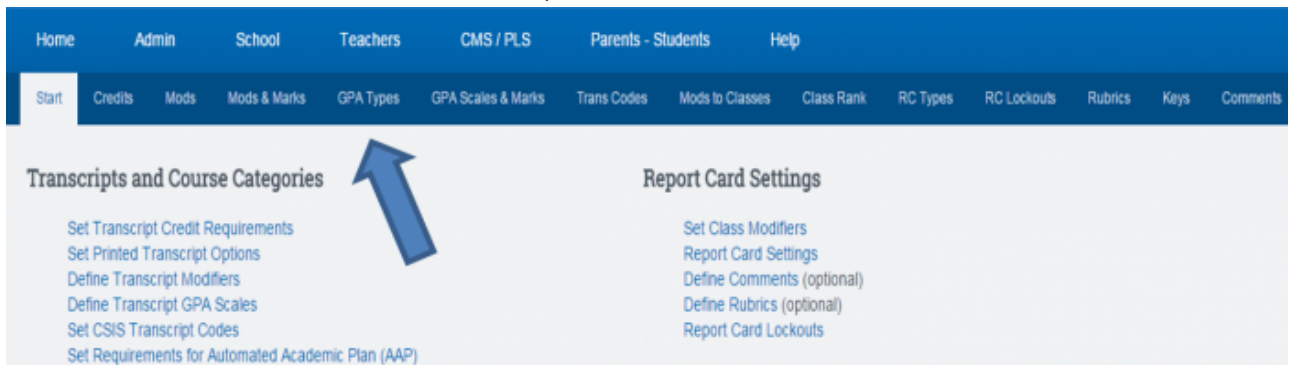 Home Admin School Teachers CMS / PLS Parents - Students Help
Start Credits Mods Mods & Marks GPA Types GPA Scales & Marks Trans Codes Mods to Classes Class Rank RC Types RC Lockouts Rubrics Keys Comments
Transcripts and Course Categories
Set Transcript Credit Requirements
Set Printed Transcript Options
Define Transcript Modifiers
Define Transcript GPA Scales
Set CSIS Transcript Codes
Set Requirements for Automated Academic Plan (AAP)
Report Card Settings
Set Class Modifiers
Report Card Settings
Define Comments (optional)
Define Rubrics (optional)
Report Card Lockouts